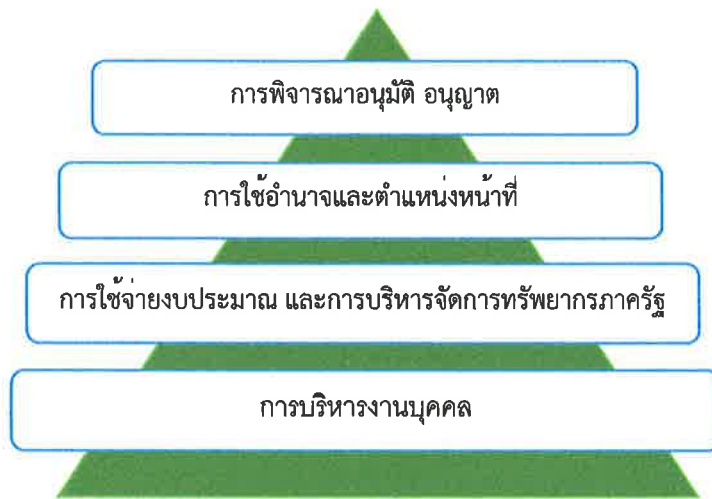 การพิจารณาอนุมัติ อนุญาต
การใช้อำนาจและตำแหน่งหน้าที่
การใช้จ่ายงบประมาณ และการบริหารจัดการทรัพยากรภาครัฐ
การบริหารงานบุคคล